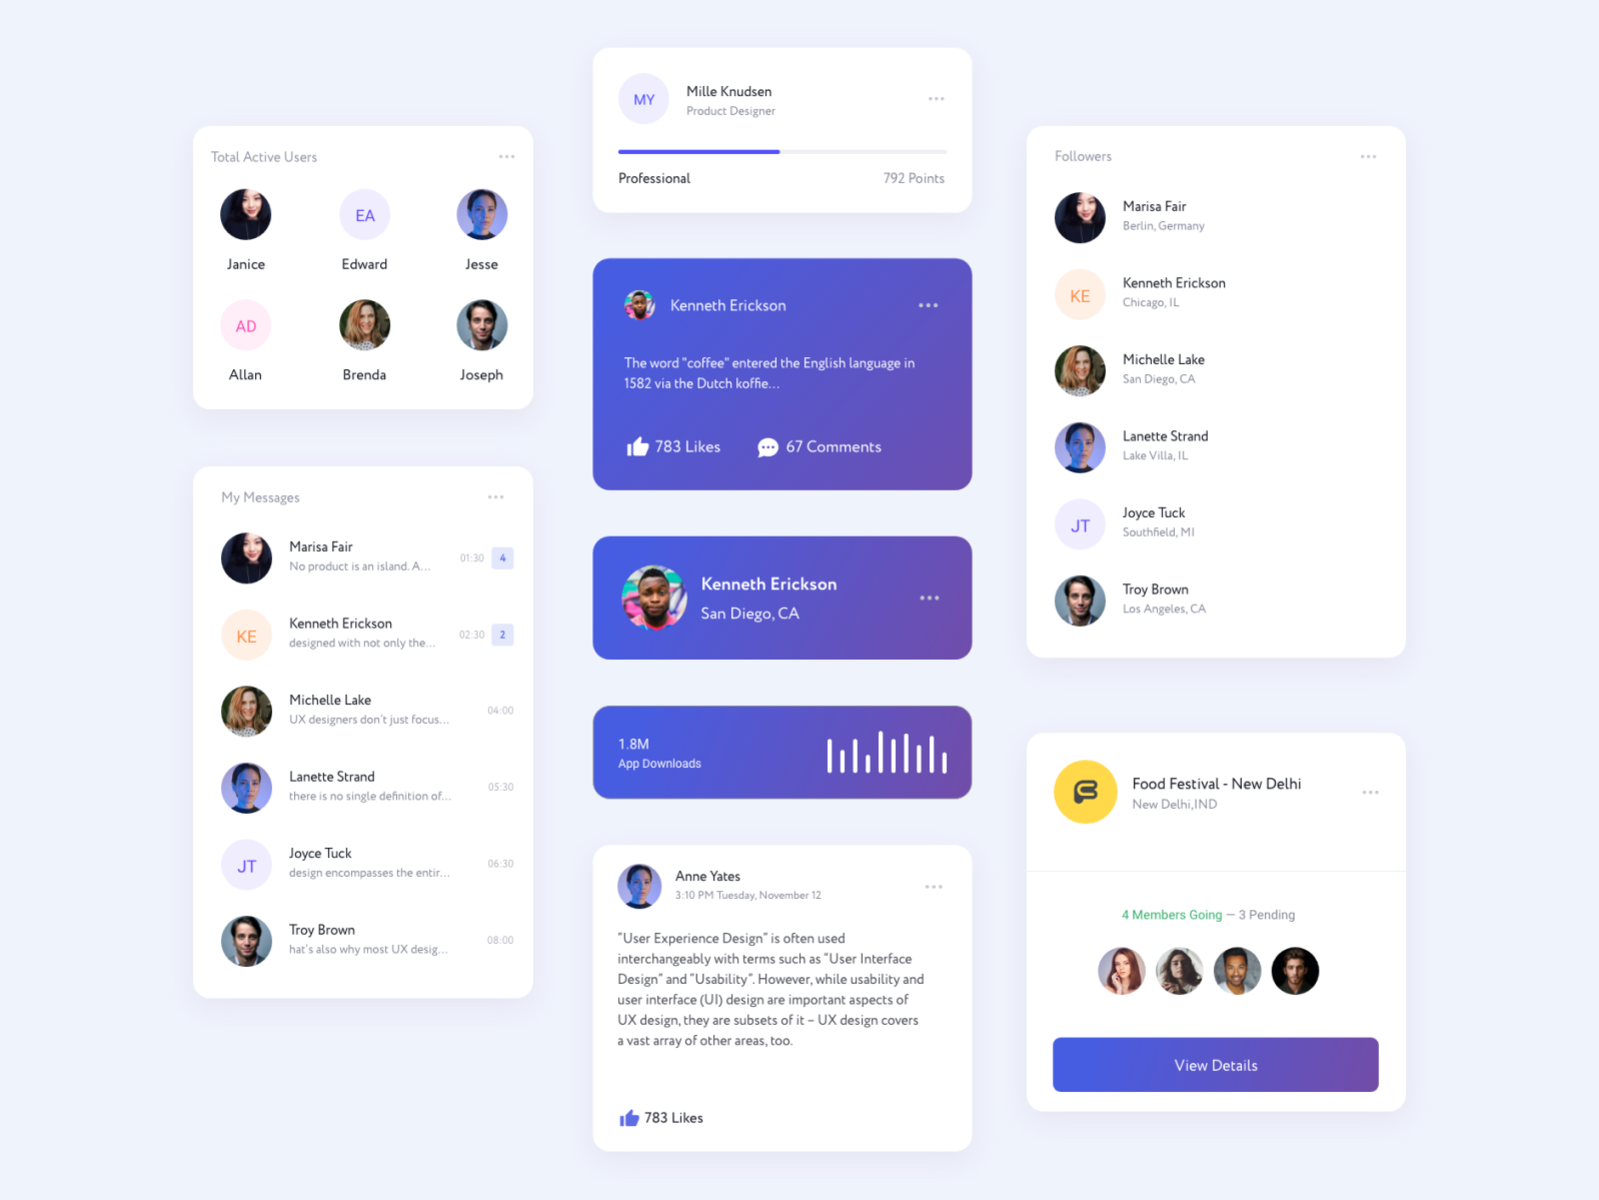 Total Active Users
Janice
EA
Edward
Jesse
AD
Allan
Brenda
Joseph
My Messages
Marisa Fair
No product is an island. A...
01:30
4
KE
Kenneth Erickson
designed with not only the...
02:30
2
Michelle Lake
UX designers don't just focus...
04:00
Lanette Strand
there is no single definition of...
05:30
JT
Joyce Tuck
design encompasses the entir...
06:30
Troy Brown
hat's also why most UX desig...
08:00
MY
Mille Knudsen
Product Designer
Professional
792 Points
Kenneth Erickson
The word "coffee" entered the English language in
1582 via the Dutch koffie...
783 Likes
67 Comments
Kenneth Erickson
San Diego, CA
1.8M
App Downloads
Anne Yates
3:10 PM Tuesday, November 12
"User Experience Design" is often used
interchangeably with terms such as "User Interface
Design" and "Usability". However, while usability and
user interface (UI) design are important aspects of
UX design, they are subsets of it – UX design covers
a vast array of other areas, too.
783 Likes
Followers
Marisa Fair
Berlin, Germany
KE
Kenneth Erickson
Chicago, IL
Michelle Lake
San Diego, CA
Lanette Strand
Lake Villa, IL
JT
Joyce Tuck
Southfield, MI
Troy Brown
Los Angeles, CA
Food Festival - New Delhi
New Delhi,IND
4 Members Going — 3 Pending
View Details